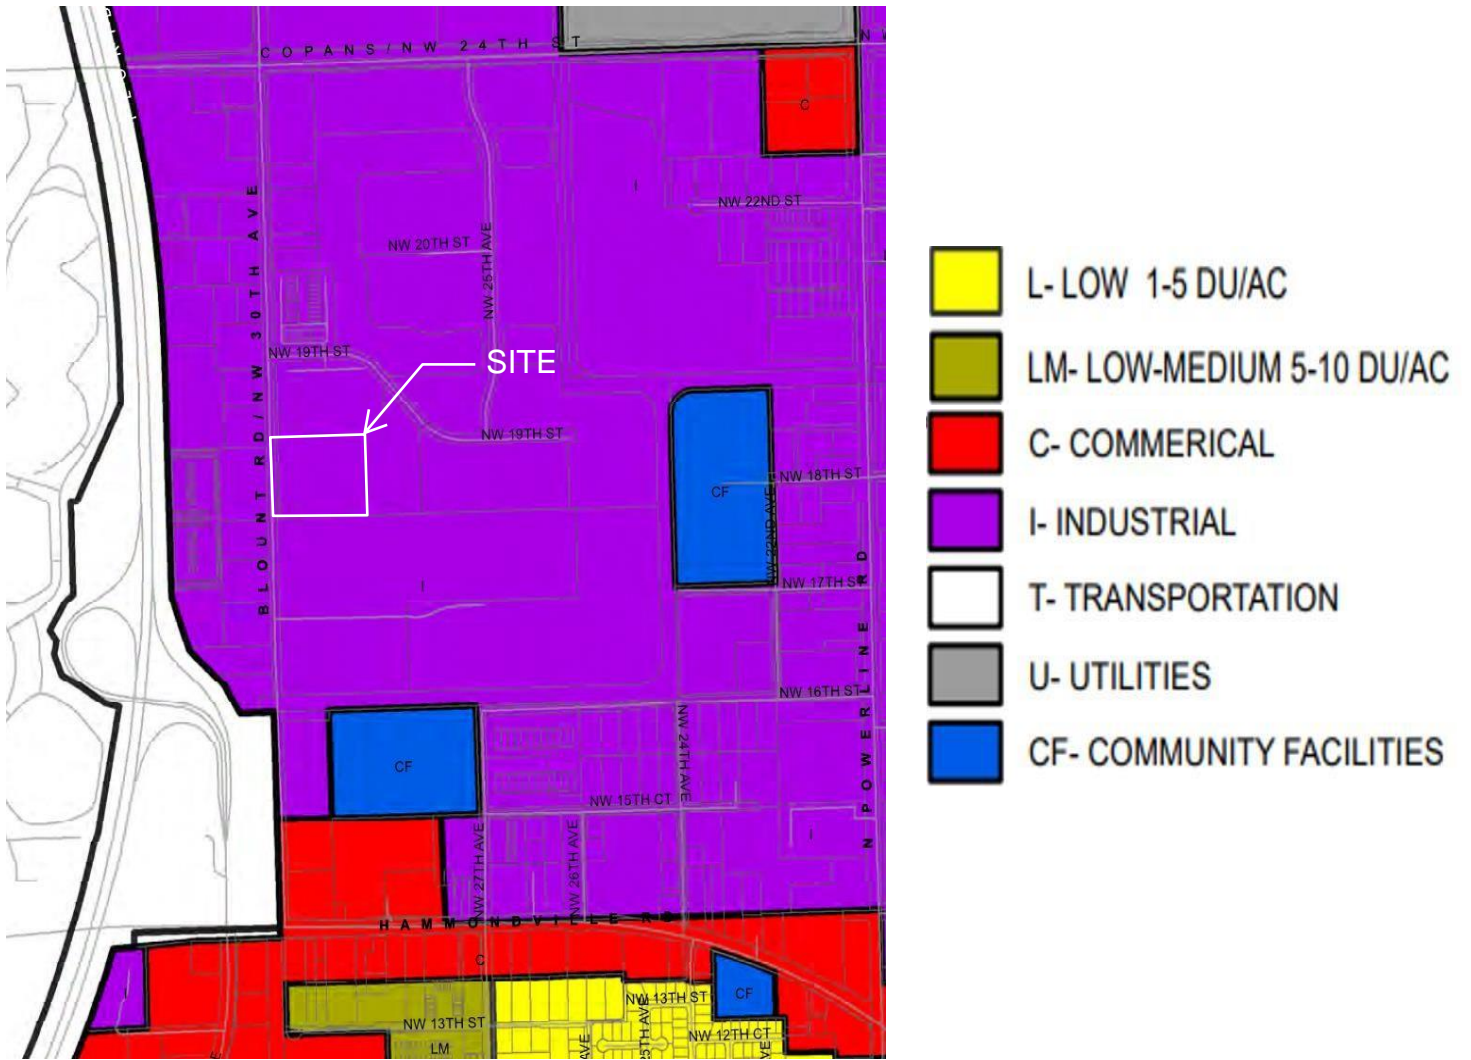 COPANS/NW 24TH ST
C
I
NW 22ND ST
BLOUNT RD/NW 30TH AVE
NW 20TH ST
NW 25TH AVE
NW 19TH ST
SITE
NW 19TH ST
NW 18TH ST
CF
NW 22ND AVE
NW 17TH ST
I
N POWERLINE RD
NW 16TH ST
NW 24TH AVE
CF
NW 15TH CT
I
NW 27TH AVE
NW 26TH AVE
HAMMONDVILLE RD
C
CF
NW 13TH ST
NW 13TH ST
25TH AVE
NW 12TH CT
LM
AVE
L- LOW 1-5 DU/AC
LM- LOW-MEDIUM 5-10 DU/AC
C- COMMERICAL
I- INDUSTRIAL
T- TRANSPORTATION
U- UTILITIES
CF- COMMUNITY FACILITIES